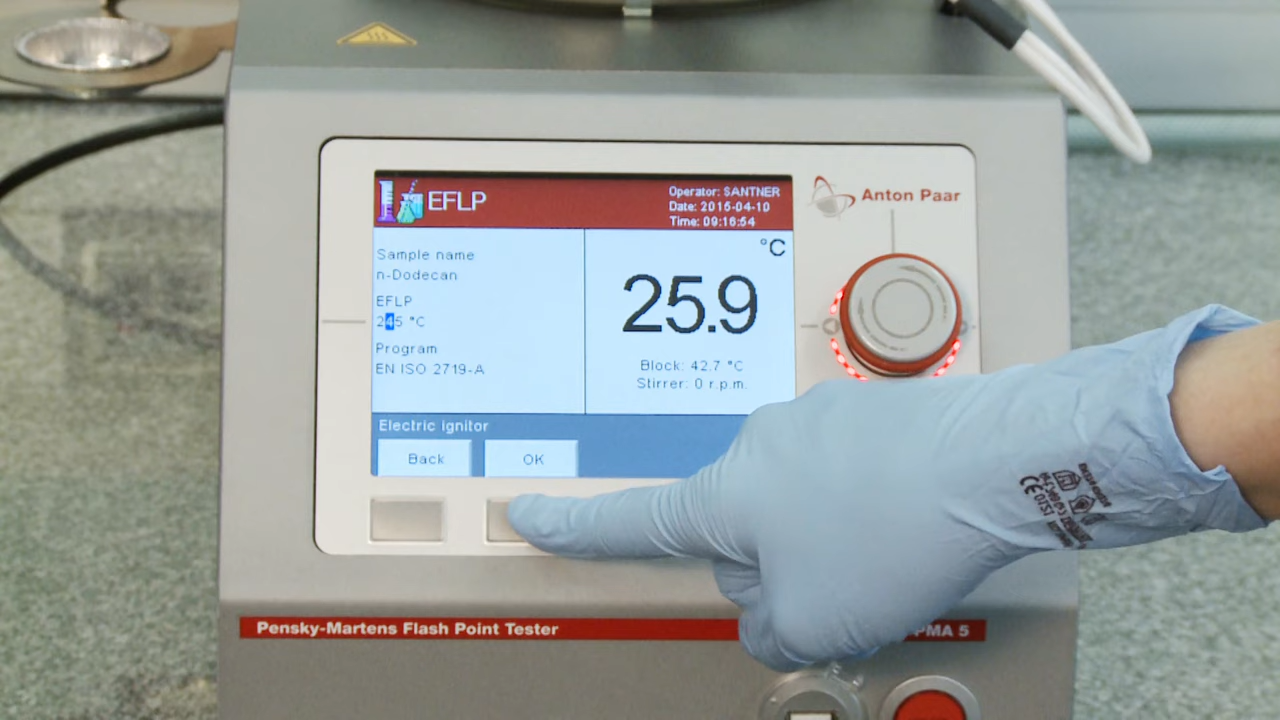 EFLP
Operator: SANTNER
Date: 2015-04-10
Time: 09:16:54
Anton Paar
Sample name
n-Dodecan
EFLP
245 °C
Program
EN ISO 2719-A
°C
25.9
Block: 42.7 °C
Stirrer: 0 r.p.m.
Electric ignitor
Back
OK
CE 0121
Pensky-Martens Flash Point Tester
PMA 5